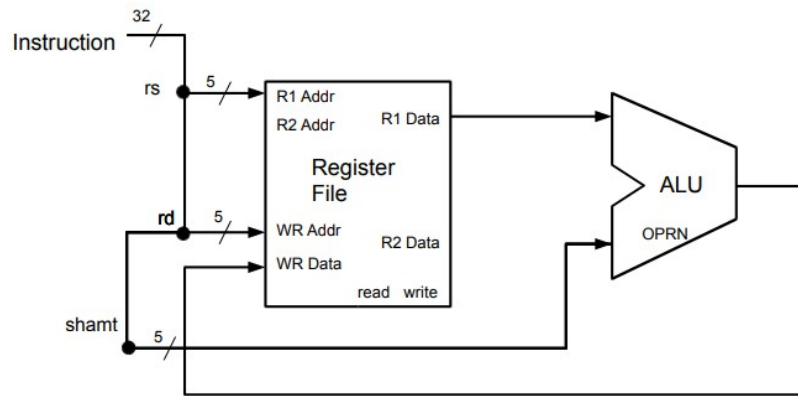 32
Instruction
rs
5
R1 Addr
R2 Addr
R1 Data
Register
File
ALU
rd
5
WR Addr
R2 Data
OPRN
WR Data
read write
shamt
5